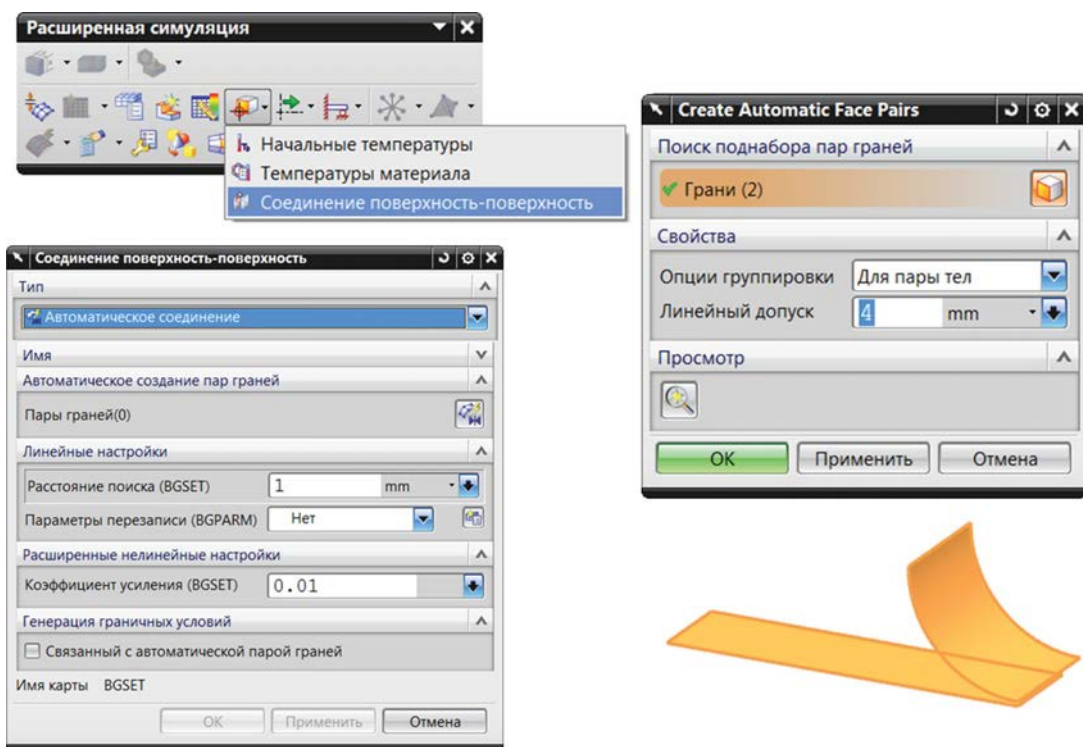 Расширенная симуляция
Начальные температуры
Температуры материала
Соединение поверхность-поверхность
Соединение поверхность-поверхность
Тип
Автоматическое соединение
Имя
Автоматическое создание пар граней
Пары граней(0)
Линейные настройки
Расстояние поиска (BGSET) 1 mm
Параметры перезаписи (BGPARM) Нет
Расширенные нелинейные настройки
Коэффициент усиления (BGSET) 0.01
Генерация граничных условий
Связанный с автоматической парой граней
Имя карты BGSET
ОК Применить Отмена
Create Automatic Face Pairs
Поиск поднабора пар граней
Грани (2)
Свойства
Опции группировки Для пары тел
Линейный допуск 4 mm
Просмотр
ОК Применить Отмена